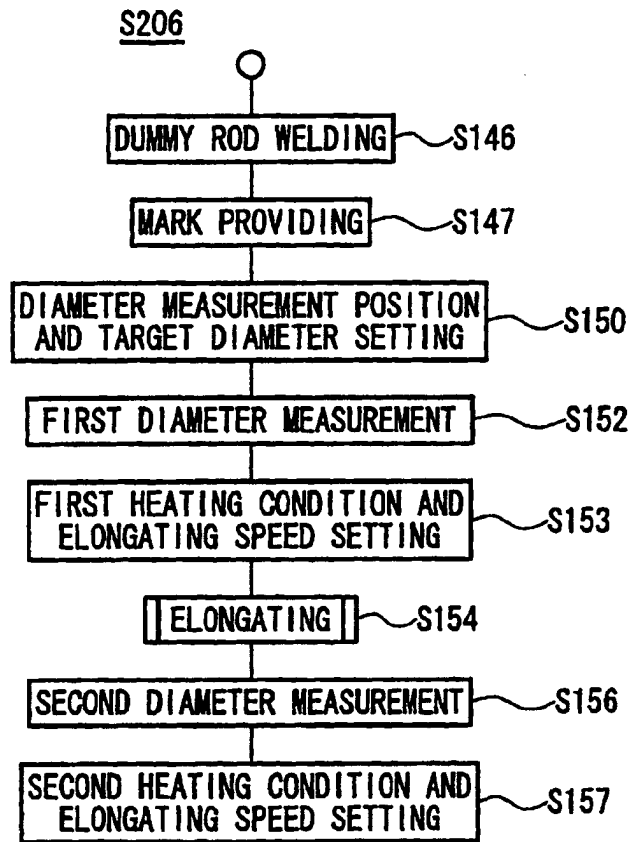 S206
DUMMY ROD WELDING
S146
MARK PROVIDING
S147
DIAMETER MEASUREMENT POSITION
AND TARGET DIAMETER SETTING
S150
FIRST DIAMETER MEASUREMENT
S152
FIRST HEATING CONDITION AND
ELONGATING SPEED SETTING
S153
ELONGATING
S154
SECOND DIAMETER MEASUREMENT
S156
SECOND HEATING CONDITION AND
ELONGATING SPEED SETTING
S157